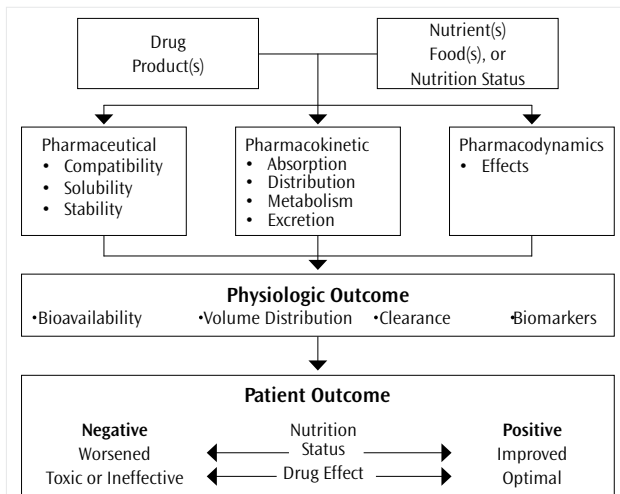 Drug
Product(s)
Nutrient(s)
Food(s), or
Nutrition Status
Pharmaceutical
• Compatibility
• Solubility
• Stability
Pharmacokinetic
• Absorption
• Distribution
• Metabolism
• Excretion
Pharmacodynamics
• Effects
Physiologic Outcome
•Bioavailability •Volume Distribution •Clearance •Biomarkers
Patient Outcome
Negative Nutrition Positive
Worsened Status Improved
Toxic or Ineffective Drug Effect Optimal